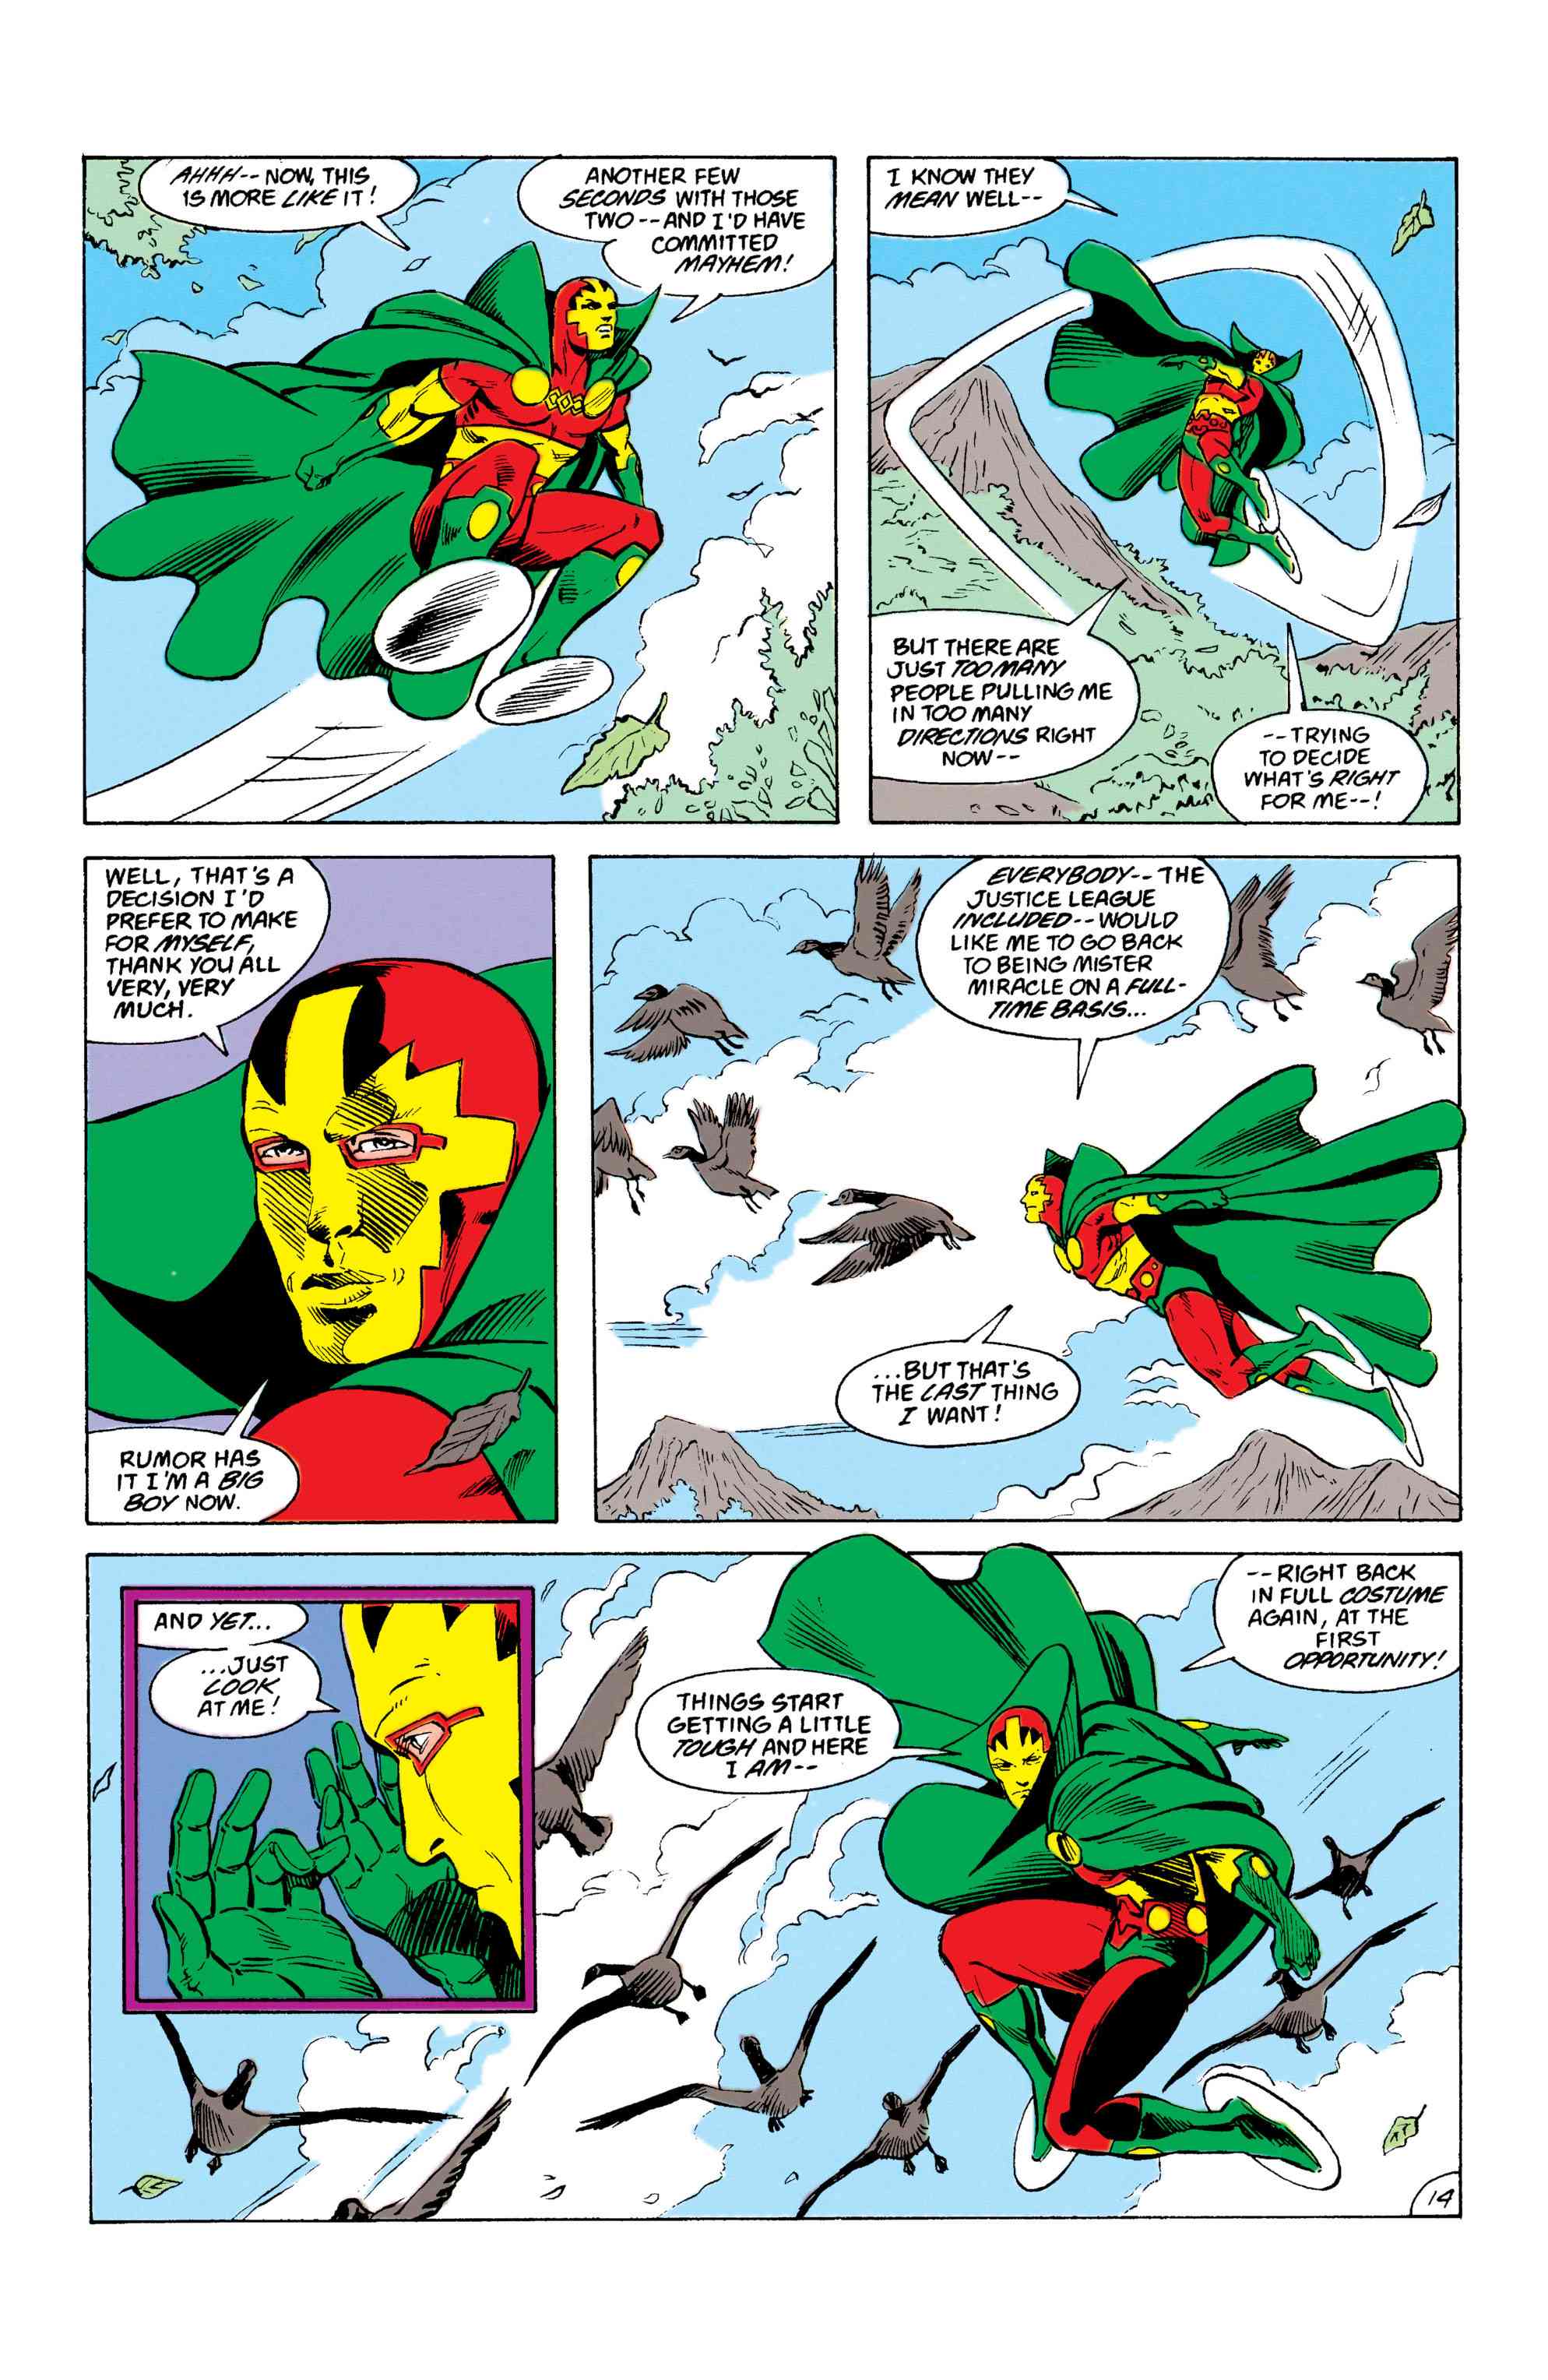 AHHH-- NOW, THIS
IS MORE LIKE IT!
ANOTHER FEW
SECONDS WITH THOSE
TWO--AND I'D HAVE
COMMITTED
MAYHEM!
I KNOW THEY
MEAN WELL--
BUT THERE ARE
JUST TOO MANY
PEOPLE PULLING ME
IN TOO MANY
DIRECTIONS RIGHT
NOW--
--TRYING
TO DECIDE
WHAT'S RIGHT
FOR ME--!
WELL, THAT'S A
DECISION I'D
PREFER TO MAKE
FOR MYSELF,
THANK YOU ALL
VERY, VERY
MUCH.
RUMOR HAS
IT I'M A BIG
BOY NOW.
EVERYBODY--THE
JUSTICE LEAGUE
INCLUDED--WOULD
LIKE ME TO GO BACK
TO BEING MISTER
MIRACLE ON A FULL-
TIME BASIS...
...BUT THAT'S
THE LAST THING
I WANT!
AND YET...
...JUST
LOOK
AT ME!
THINGS START
GETTING A LITTLE
TOUGH AND HERE
I AM--
--RIGHT BACK
IN FULL COSTUME
AGAIN, AT THE
FIRST
OPPORTUNITY!
14